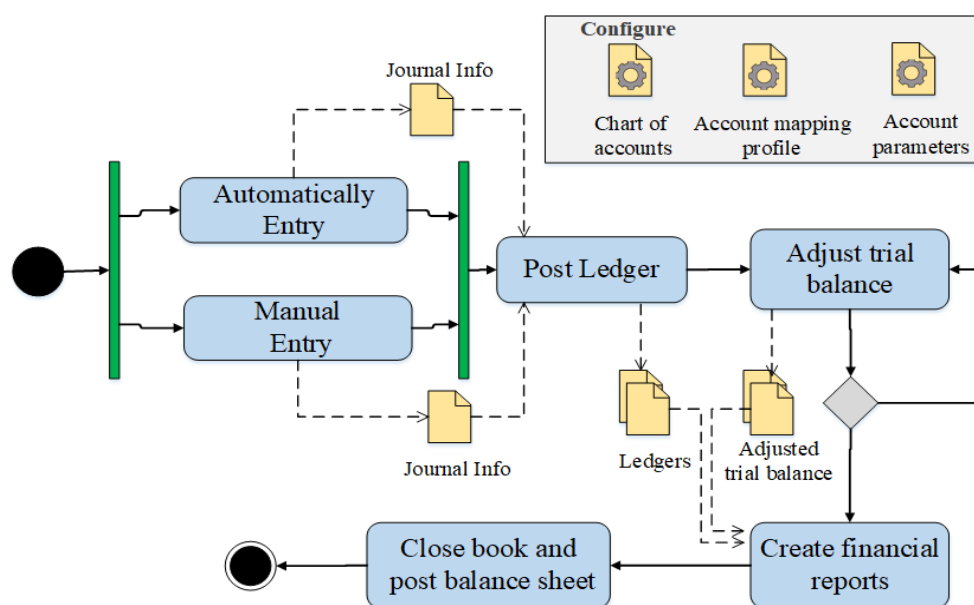 Configure
Journal Info
Chart of
accounts
Account mapping
profile
Account
parameters
Automatically
Entry
Post Ledger
Adjust trial
balance
Manual
Entry
Journal Info
Ledgers
Adjusted
trial balance
Close book and
post balance sheet
Create financial
reports